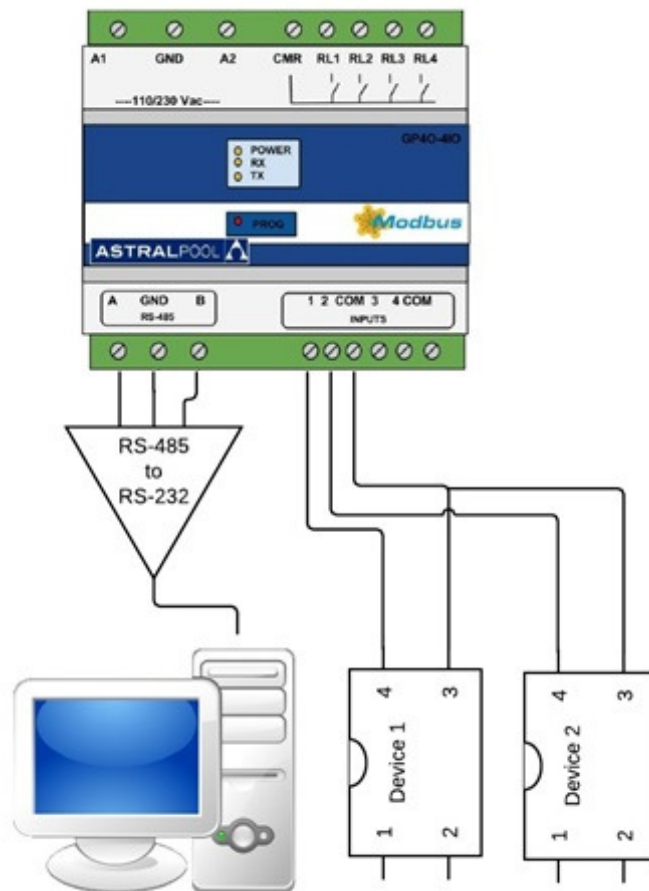 A1 GND A2 CMR RL1 RL2 RL3 RL4
----110/230 Vac----
GP4O-4IO
POWER
RX
TX
PROG
Modbus
ASTRALPOOL
A GND B
RS-485
1 2 COM 3 4 COM
INPUTS
RS-485
to
RS-232
4 3
Device 1
1 2
4 3
Device 2
1 2